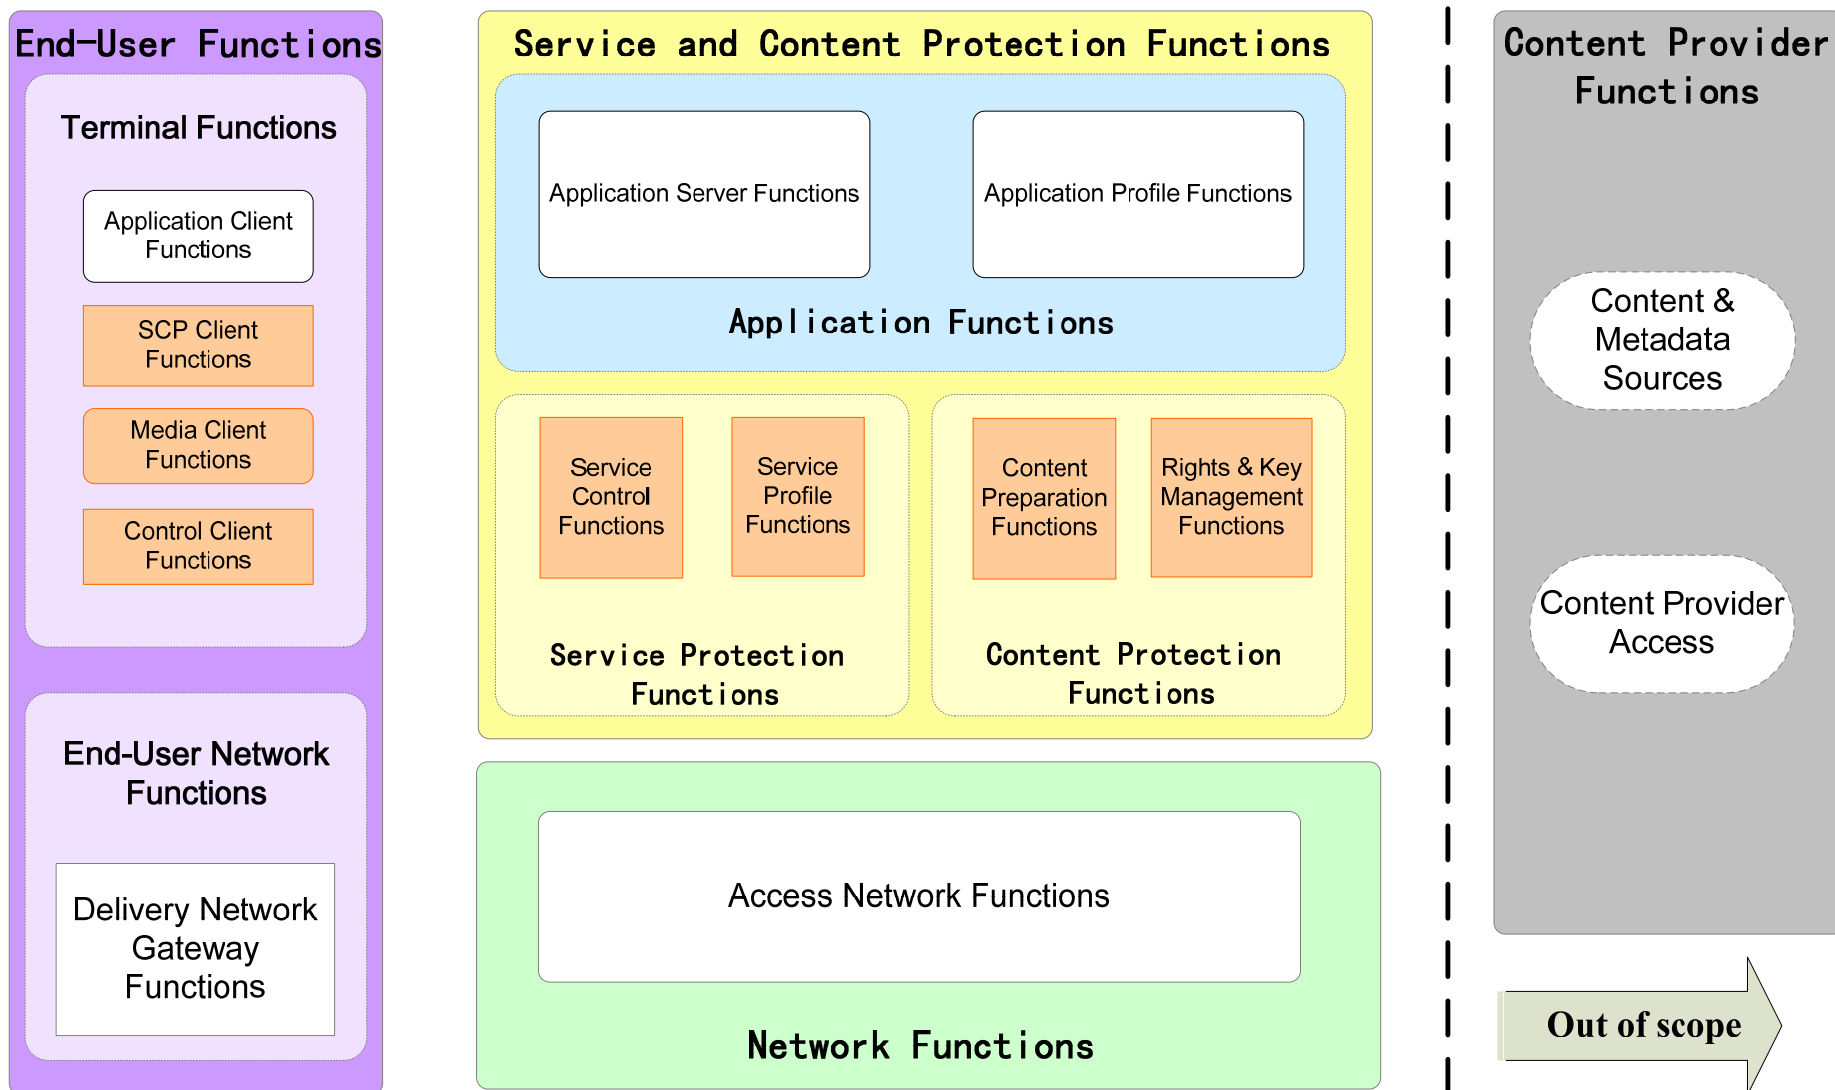 End-User Functions
Terminal Functions
Application Client
Functions
SCP Client
Functions
Media Client
Functions
Control Client
Functions
End-User Network
Functions
Delivery Network
Gateway
Functions
Service and Content Protection Functions
Application Server Functions
Application Profile Functions
Application Functions
Service
Control
Functions
Service
Profile
Functions
Service Protection
Functions
Content
Preparation
Functions
Rights & Key
Management
Functions
Content Protection
Functions
Access Network Functions
Network Functions
Content Provider
Functions
Content &
Metadata
Sources
Content Provider
Access
Out of scope